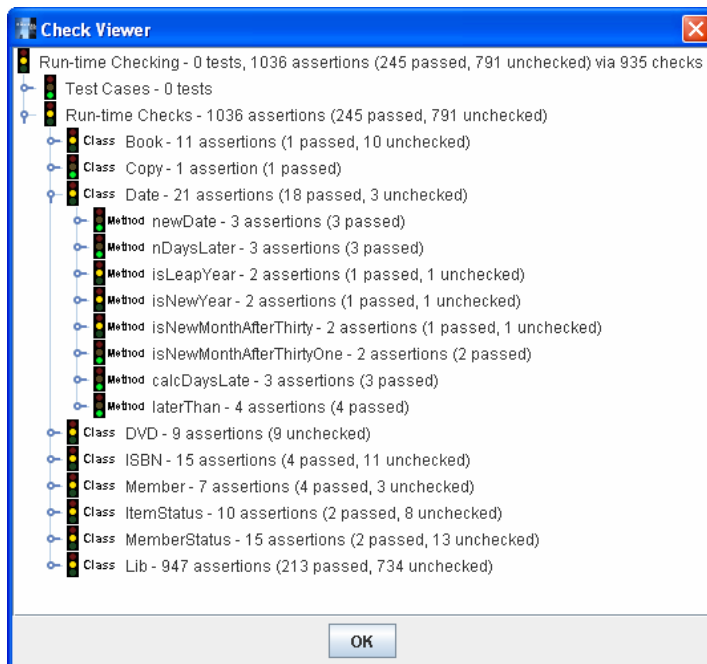 Check Viewer
Run-time Checking - 0 tests, 1036 assertions (245 passed, 791 unchecked) via 935 checks
Test Cases - 0 tests
Run-time Checks - 1036 assertions (245 passed, 791 unchecked)
Class Book - 11 assertions (1 passed, 10 unchecked)
Class Copy - 1 assertion (1 passed)
Class Date - 21 assertions (18 passed, 3 unchecked)
Method newDate - 3 assertions (3 passed)
Method nDaysLater - 3 assertions (3 passed)
Method isLeapYear - 2 assertions (1 passed, 1 unchecked)
Method isNewYear - 2 assertions (1 passed, 1 unchecked)
Method isNewMonthAfterThirty - 2 assertions (1 passed, 1 unchecked)
Method isNewMonthAfterThirtyOne - 2 assertions (2 passed)
Method calcDaysLate - 3 assertions (3 passed)
Method laterThan - 4 assertions (4 passed)
Class DVD - 9 assertions (9 unchecked)
Class ISBN - 15 assertions (4 passed, 11 unchecked)
Class Member - 7 assertions (4 passed, 3 unchecked)
Class ItemStatus - 10 assertions (2 passed, 8 unchecked)
Class MemberStatus - 15 assertions (2 passed, 13 unchecked)
Class Lib - 947 assertions (213 passed, 734 unchecked)
OK